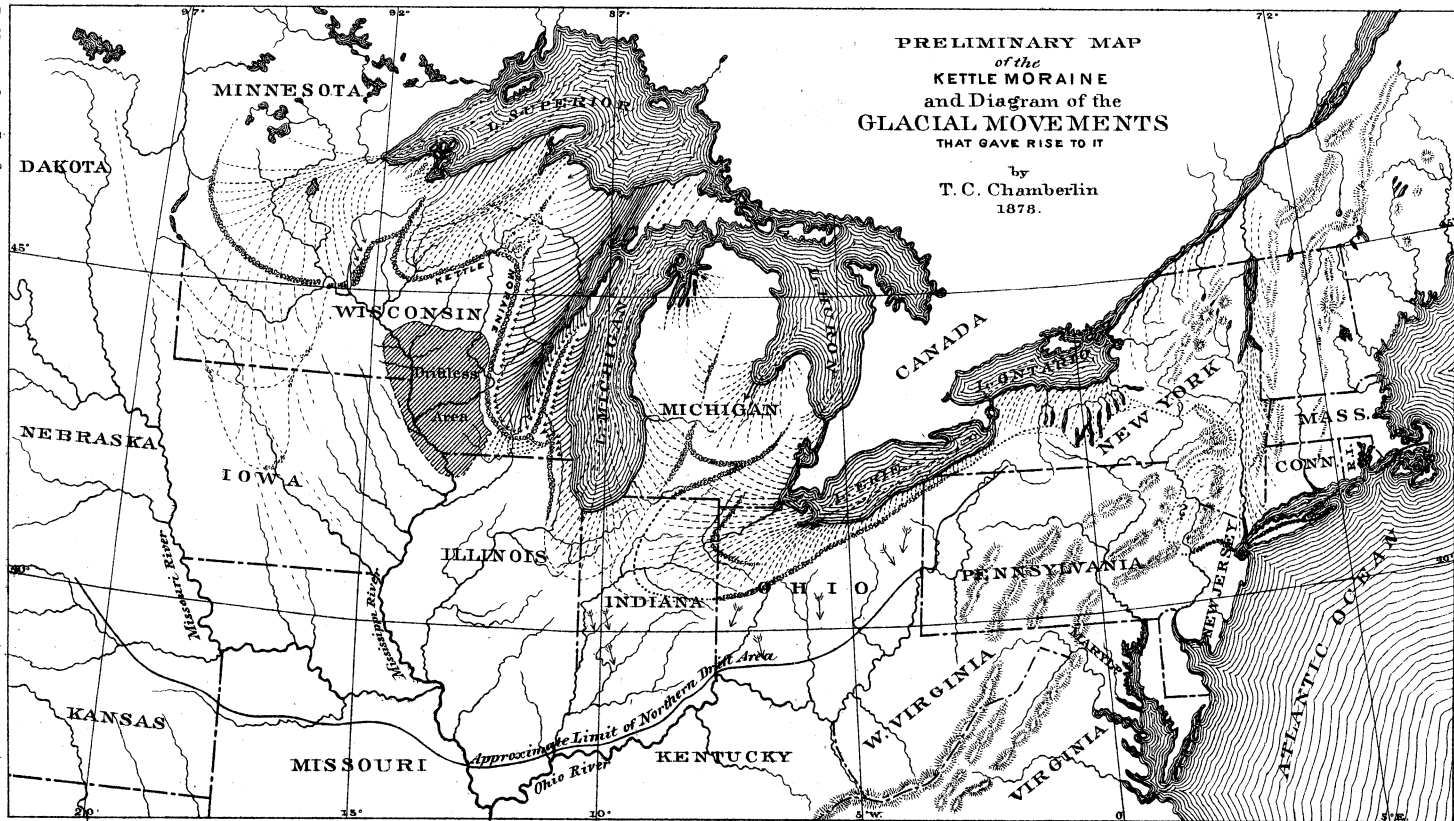 97°
92°
87°
72°
PRELIMINARY MAP
of the
KETTLE MORAINE
and Diagram of the
GLACIAL MOVEMENTS
THAT GAVE RISE TO IT
by
T. C. Chamberlin
1878.
MINNESOTA
L. SUPERIOR
DAKOTA
45°
KETTLE
MORAINE
WISCONSIN
L. MICHIGAN
L. HURON
CANADA
Driftless
Area
L. ONTARIO
MICHIGAN
NEW YORK
MASS.
NEBRASKA
IOWA
L. ERIE
CONN
R.I.
ILLINOIS
Missouri River
Mississippi River
INDIANA
OHIO
PENNSYLVANIA
NEW JERSEY
40°
40°
ATLANTIC OCEAN
MARYL'D
W. VIRGINIA
VIRGINIA
KANSAS
MISSOURI
Approximate Limit of Northern Drift Area
Ohio River
KENTUCKY
20°
15°
10°
5°W.
0°
5°E.